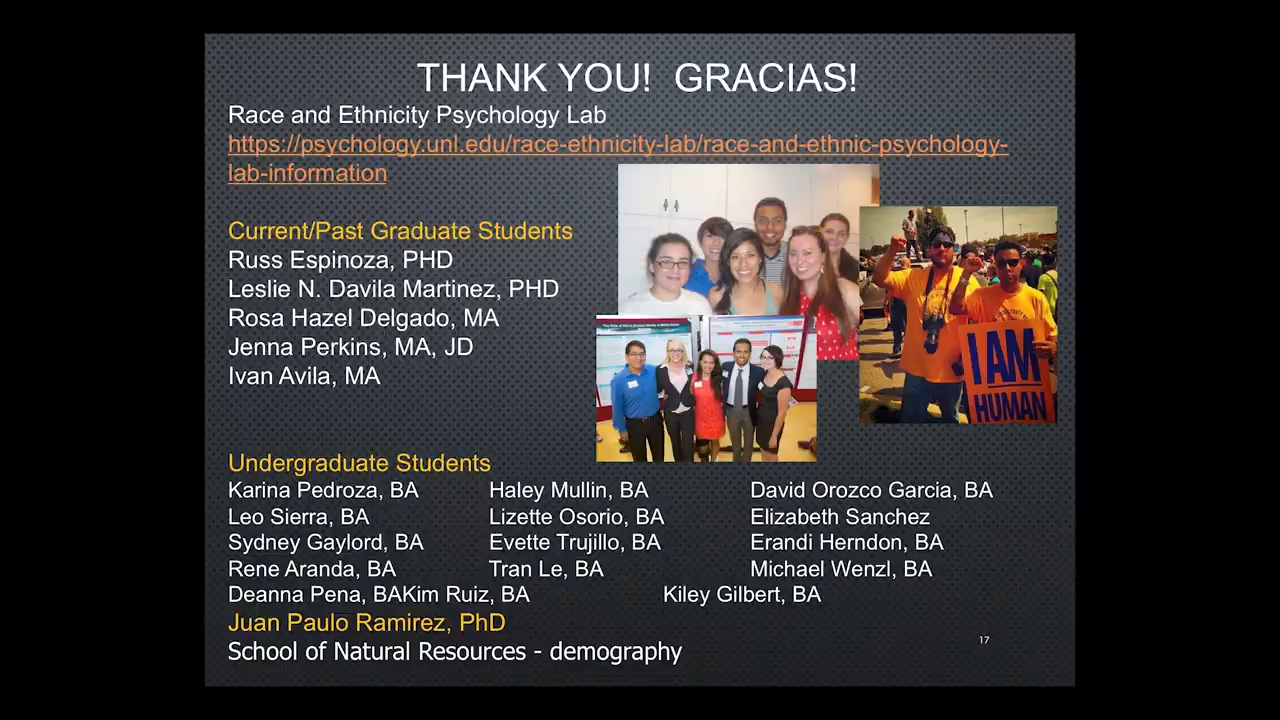 THANK YOU!  GRACIAS!
Race and Ethnicity Psychology Lab
https://psychology.unl.edu/race-ethnicity-lab/race-and-ethnic-psychology-
lab-information
Current/Past Graduate Students
Russ Espinoza, PHD
Leslie N. Davila Martinez, PHD
Rosa Hazel Delgado, MA
Jenna Perkins, MA, JD
Ivan Avila, MA
I AM
HUMAN
Undergraduate Students
Karina Pedroza, BA Haley Mullin, BA David Orozco Garcia, BA
Leo Sierra, BA Lizette Osorio, BA Elizabeth Sanchez
Sydney Gaylord, BA Evette Trujillo, BA Erandi Herndon, BA
Rene Aranda, BA Tran Le, BA Michael Wenzl, BA
Deanna Pena, BAKim Ruiz, BA Kiley Gilbert, BA
Juan Paulo Ramirez, PhD
School of Natural Resources - demography
17